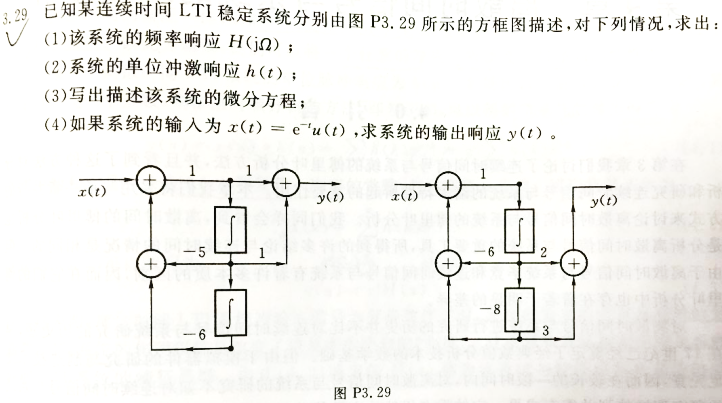 3.29 已知某连续时间 LTI 稳定系统分别由图 P3.29 所示的方框图描述,对下列情况,求出:
(1)该系统的频率响应 H(jΩ);
(2)系统的单位冲激响应 h(t);
(3)写出描述该系统的微分方程;
(4)如果系统的输入为 x(t) = e⁻ᵗu(t),求系统的输出响应 y(t)。
x(t) + 1 1 + y(t) x(t) + 1 y(t)
∫ ∫
+ -5 1 + -6 2 +
∫ -8 ∫
-6 3
图 P3.29